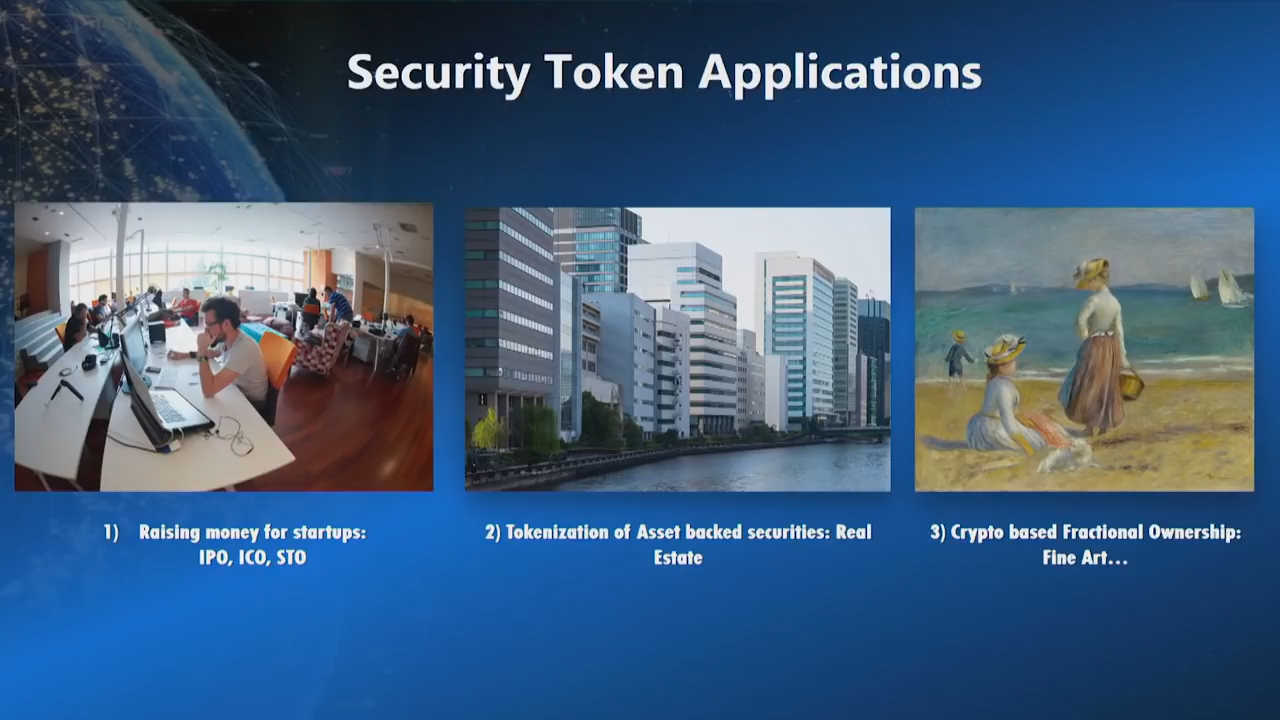 Security Token Applications
1) Raising money for startups:
IPO, ICO, STO
2) Tokenization of Asset backed securities: Real
Estate
3) Crypto based Fractional Ownership:
Fine Art...